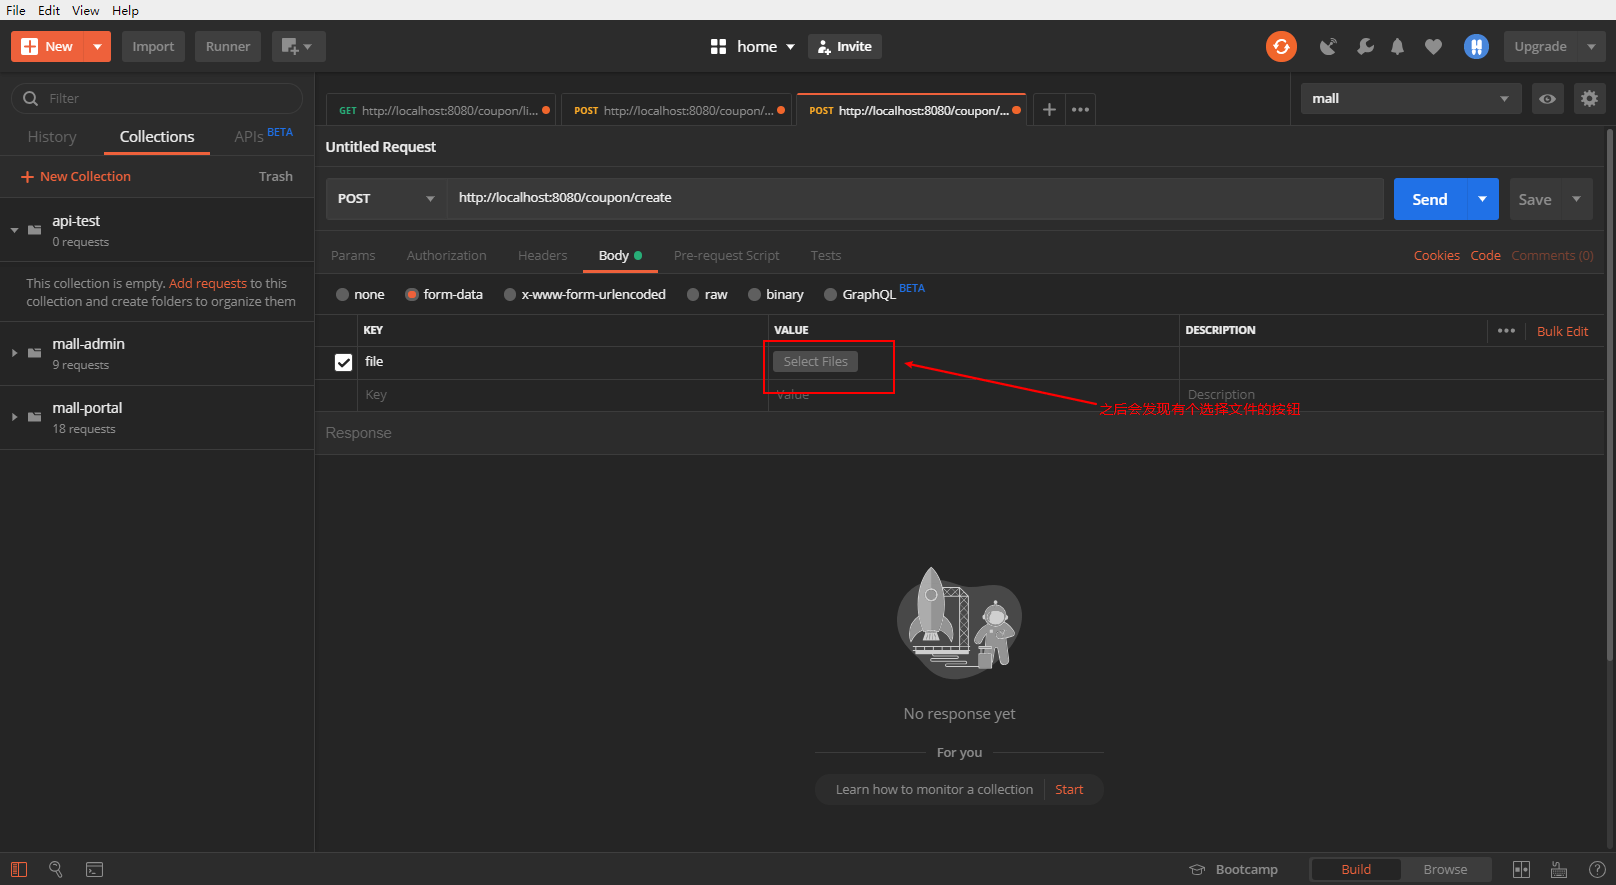 File Edit View Help
New Import Runner home Invite Upgrade
Filter
History Collections APIs BETA
New Collection Trash
api-test
0 requests
This collection is empty. Add requests to this
collection and create folders to organize them
mall-admin
9 requests
mall-portal
18 requests
GET http://localhost:8080/coupon/li... POST http://localhost:8080/coupon/... POST http://localhost:8080/coupon/... mall
Untitled Request
POST http://localhost:8080/coupon/create Send Save
Params Authorization Headers Body Pre-request Script Tests Cookies Code Comments (0)
none form-data x-www-form-urlencoded raw binary GraphQL BETA
KEY VALUE DESCRIPTION Bulk Edit
file Select Files
Key Value Description
之后会发现有个选择文件的按钮
Response
No response yet
For you
Learn how to monitor a collection Start
Bootcamp Build Browse